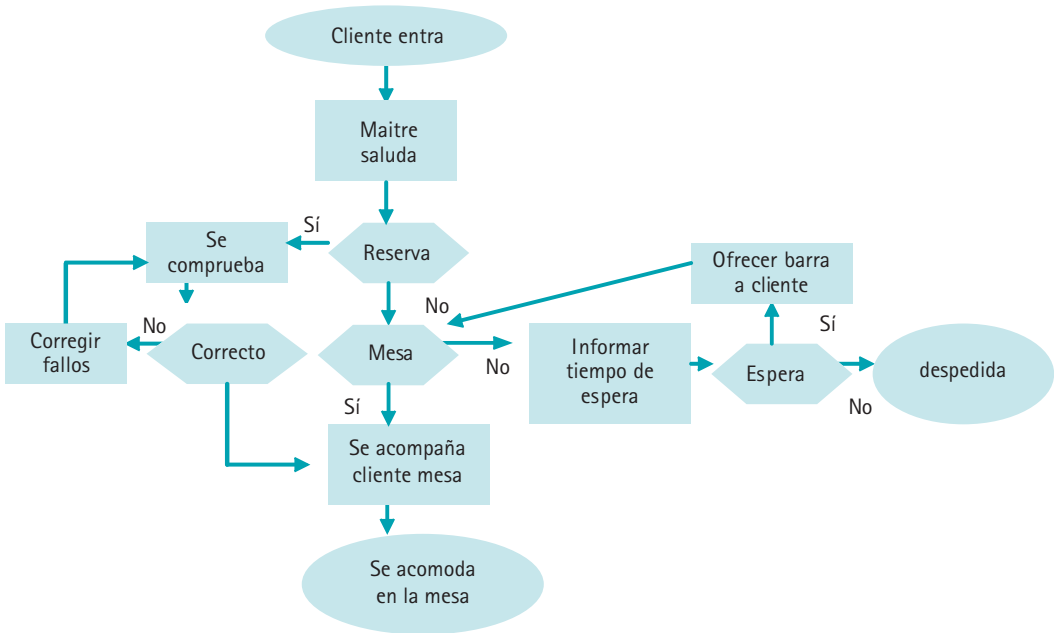 Cliente entra
Maitre
saluda
Sí
Reserva
Se
comprueba
No
Ofrecer barra
a cliente
Corregir
fallos
No
Correcto
Mesa
No
Informar
tiempo de
espera
Sí
Espera
No
despedida
Sí
Se acompaña
cliente mesa
Se acomoda
en la mesa